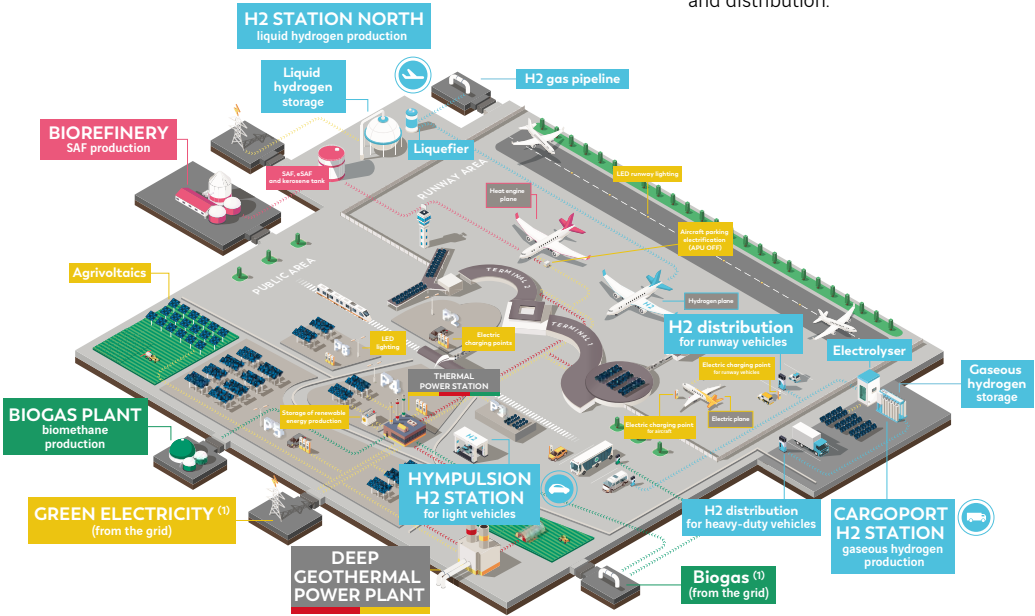 and distribution.
H2 STATION NORTH
liquid hydrogen production
Liquid
hydrogen
storage
H2 gas pipeline
BIOREFINERY
SAF production
Liquefier
SAF, eSAF
and kerosene tank
RUNWAY AREA
LED runway lighting
Heat engine
plane
Aircraft parking
electrification
(APU OFF)
Agrivoltaics
PUBLIC AREA
TERMINAL 2
Hydrogen plane
H2
H2 distribution
for runway vehicles
TERMINAL 1
P2
LED
lighting
Electric
charging points
P6
Electrolyser
Electric charging point
for runway vehicles
Gaseous
hydrogen
storage
THERMAL
POWER STATION
P4
BIOGAS PLANT
biomethane
production
Storage of renewable
energy production
P1
P5
Electric charging point
for aircraft
Electric plane
H2
HYMPULSION
H2 STATION
for light vehicles
GREEN ELECTRICITY (1)
(from the grid)
H2 distribution
for heavy-duty vehicles
CARGOPORT
H2 STATION
gaseous hydrogen
production
DEEP
GEOTHERMAL
POWER PLANT
Biogas (1)
(from the grid)